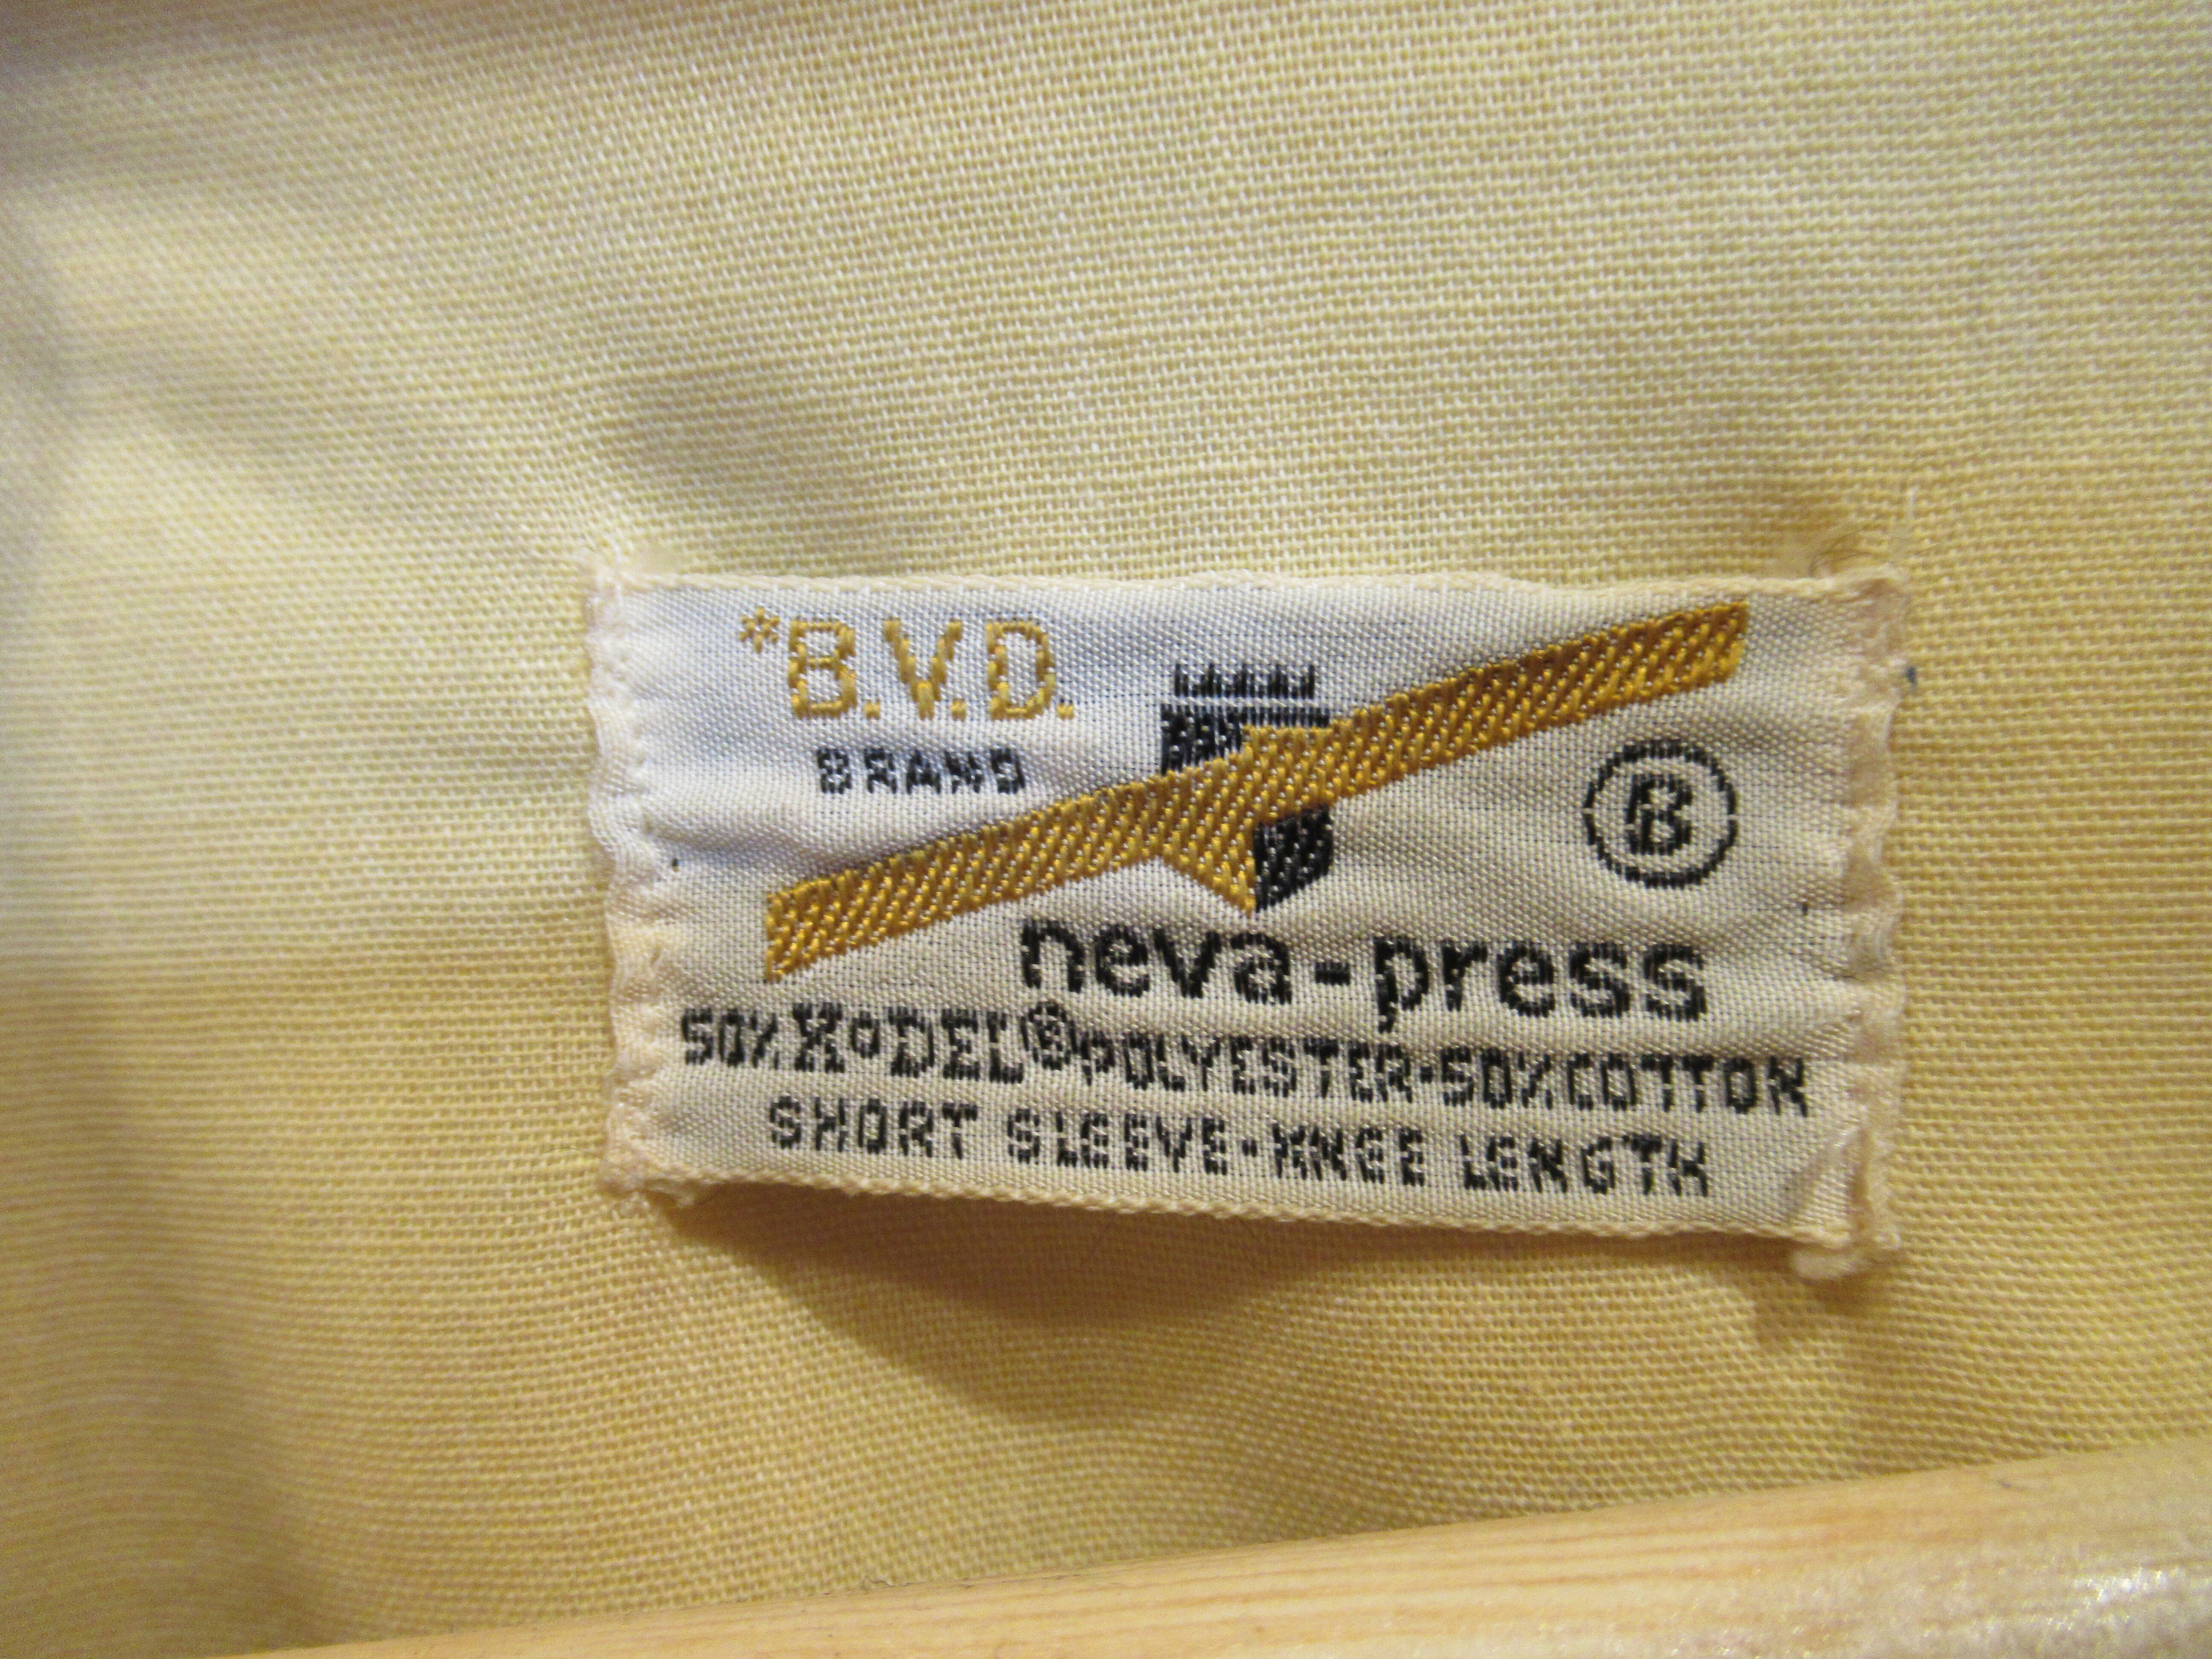 *B.V.D.
BRAND
B
neva-press
50% KODEL® POLYESTER·50% COTTON
SHORT SLEEVE·KNEE LENGTH